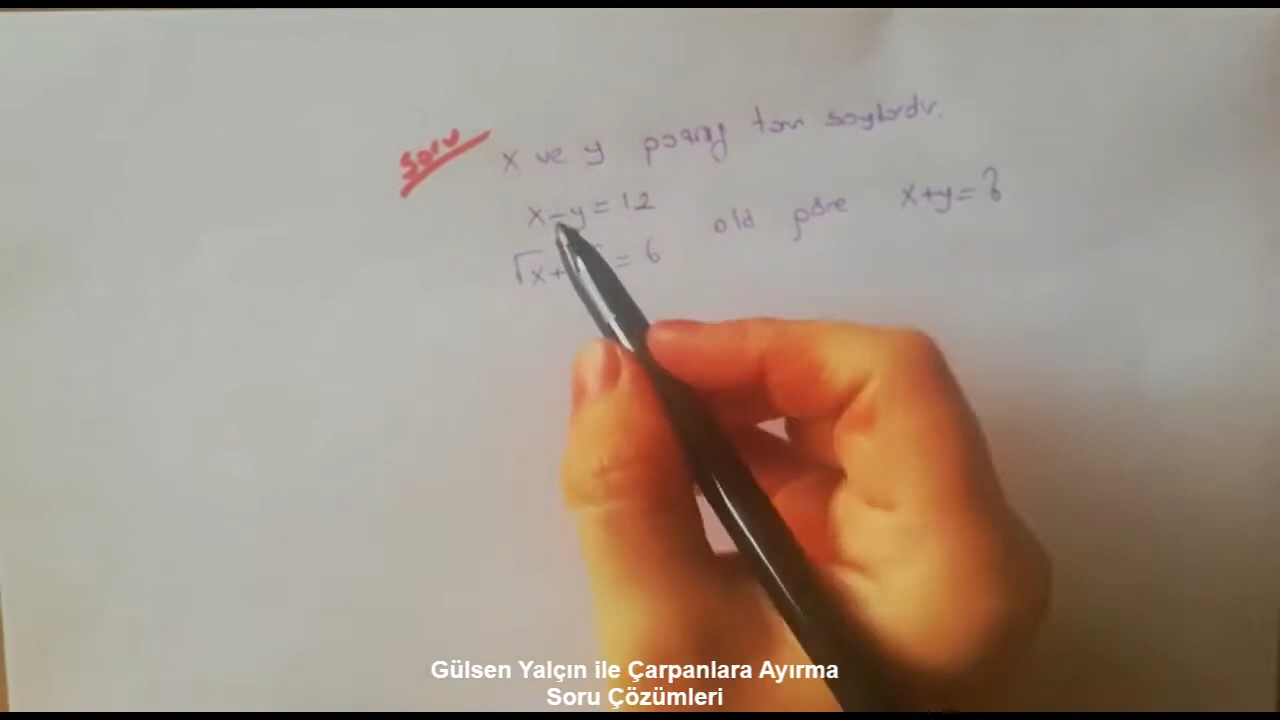 Soru
x ve y pozitif tam sayılardır.
x-y=12
√x+ = 6
old göre x+y=?
Gülsen Yalçın ile Çarpanlara Ayırma
Soru Çözümleri